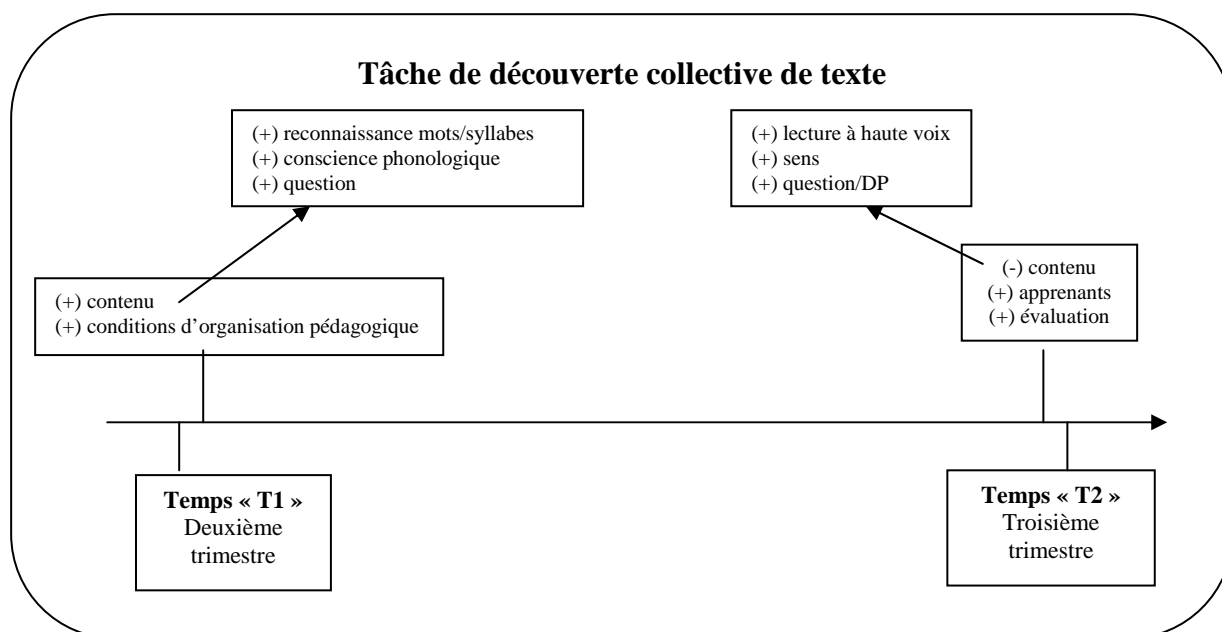 Tâche de découverte collective de texte
(+) reconnaissance mots/syllabes
(+) conscience phonologique
(+) question
(+) lecture à haute voix
(+) sens
(+) question/DP
(+) contenu
(+) conditions d’organisation pédagogique
(-) contenu
(+) apprenants
(+) évaluation
Temps « T1 »
Deuxième
trimestre
Temps « T2 »
Troisième
trimestre